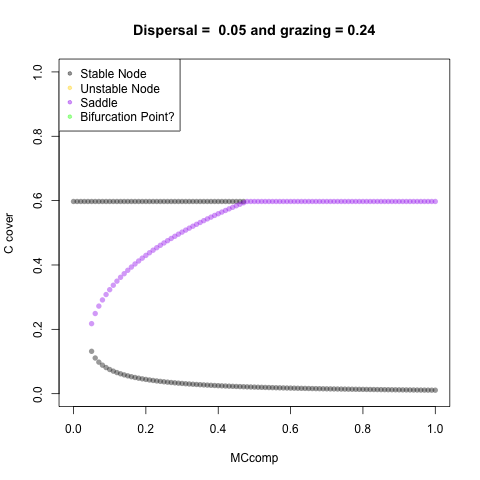 Dispersal =  0.05 and grazing = 0.24
Stable Node
Unstable Node
Saddle
Bifurcation Point?
C cover
1.0
0.8
0.6
0.4
0.2
0.0
0.0 0.2 0.4 0.6 0.8 1.0
MCcomp